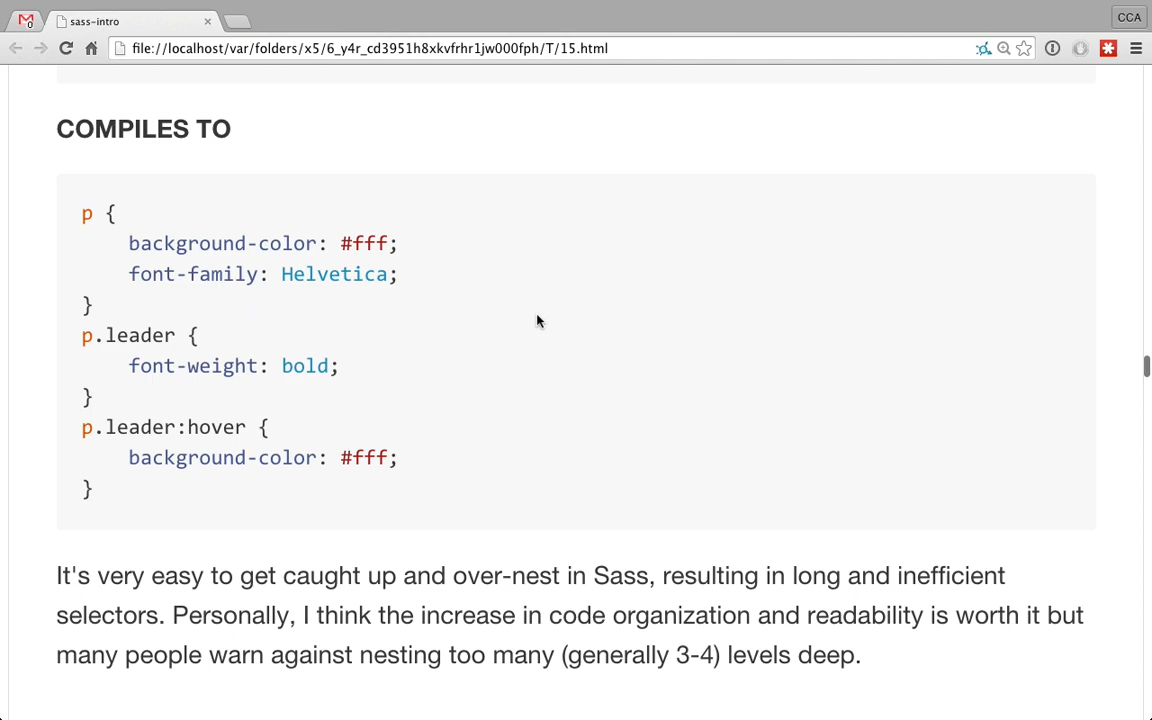 sass-intro
CCA
file://localhost/var/folders/x5/6_y4r_cd3951h8xkvfrhr1jw000fph/T/15.html
COMPILES TO
p {
    background-color: #fff;
    font-family: Helvetica;
}
p.leader {
    font-weight: bold;
}
p.leader:hover {
    background-color: #fff;
}
It's very easy to get caught up and over-nest in Sass, resulting in long and inefficient
selectors. Personally, I think the increase in code organization and readability is worth it but
many people warn against nesting too many (generally 3-4) levels deep.